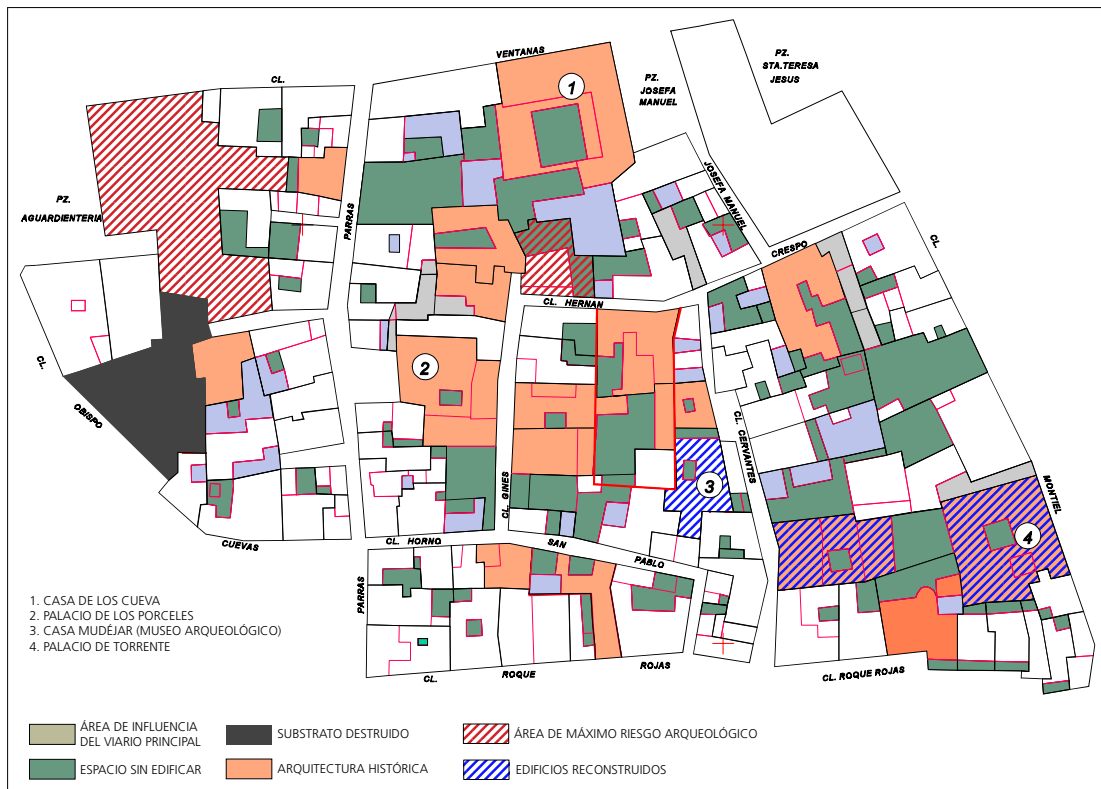 VENTANAS
PZ.
STA.TERESA
JESUS
CL.
1
PZ.
JOSEFA
MANUEL
JOSEFA MANUEL
PZ.
AGUARDIENTERIA
PARRAS
CL.
CRESPO
CL. HERNAN
CL.
2
OBISPO
CL. CERVANTES
3
CL. GINES
MONTIEL
4
CUEVAS
CL. HORNO
SAN
PABLO
PARRAS
1. CASA DE LOS CUEVA
2. PALACIO DE LOS PORCELES
3. CASA MUDÉJAR (MUSEO ARQUEOLÓGICO)
4. PALACIO DE TORRENTE
CL.
ROQUE
ROJAS
CL. ROQUE ROJAS
ÁREA DE INFLUENCIA
DEL VIARIO PRINCIPAL
SUBSTRATO DESTRUIDO
ÁREA DE MÁXIMO RIESGO ARQUEOLÓGICO
ESPACIO SIN EDIFICAR
ARQUITECTURA HISTÓRICA
EDIFICIOS RECONSTRUIDOS